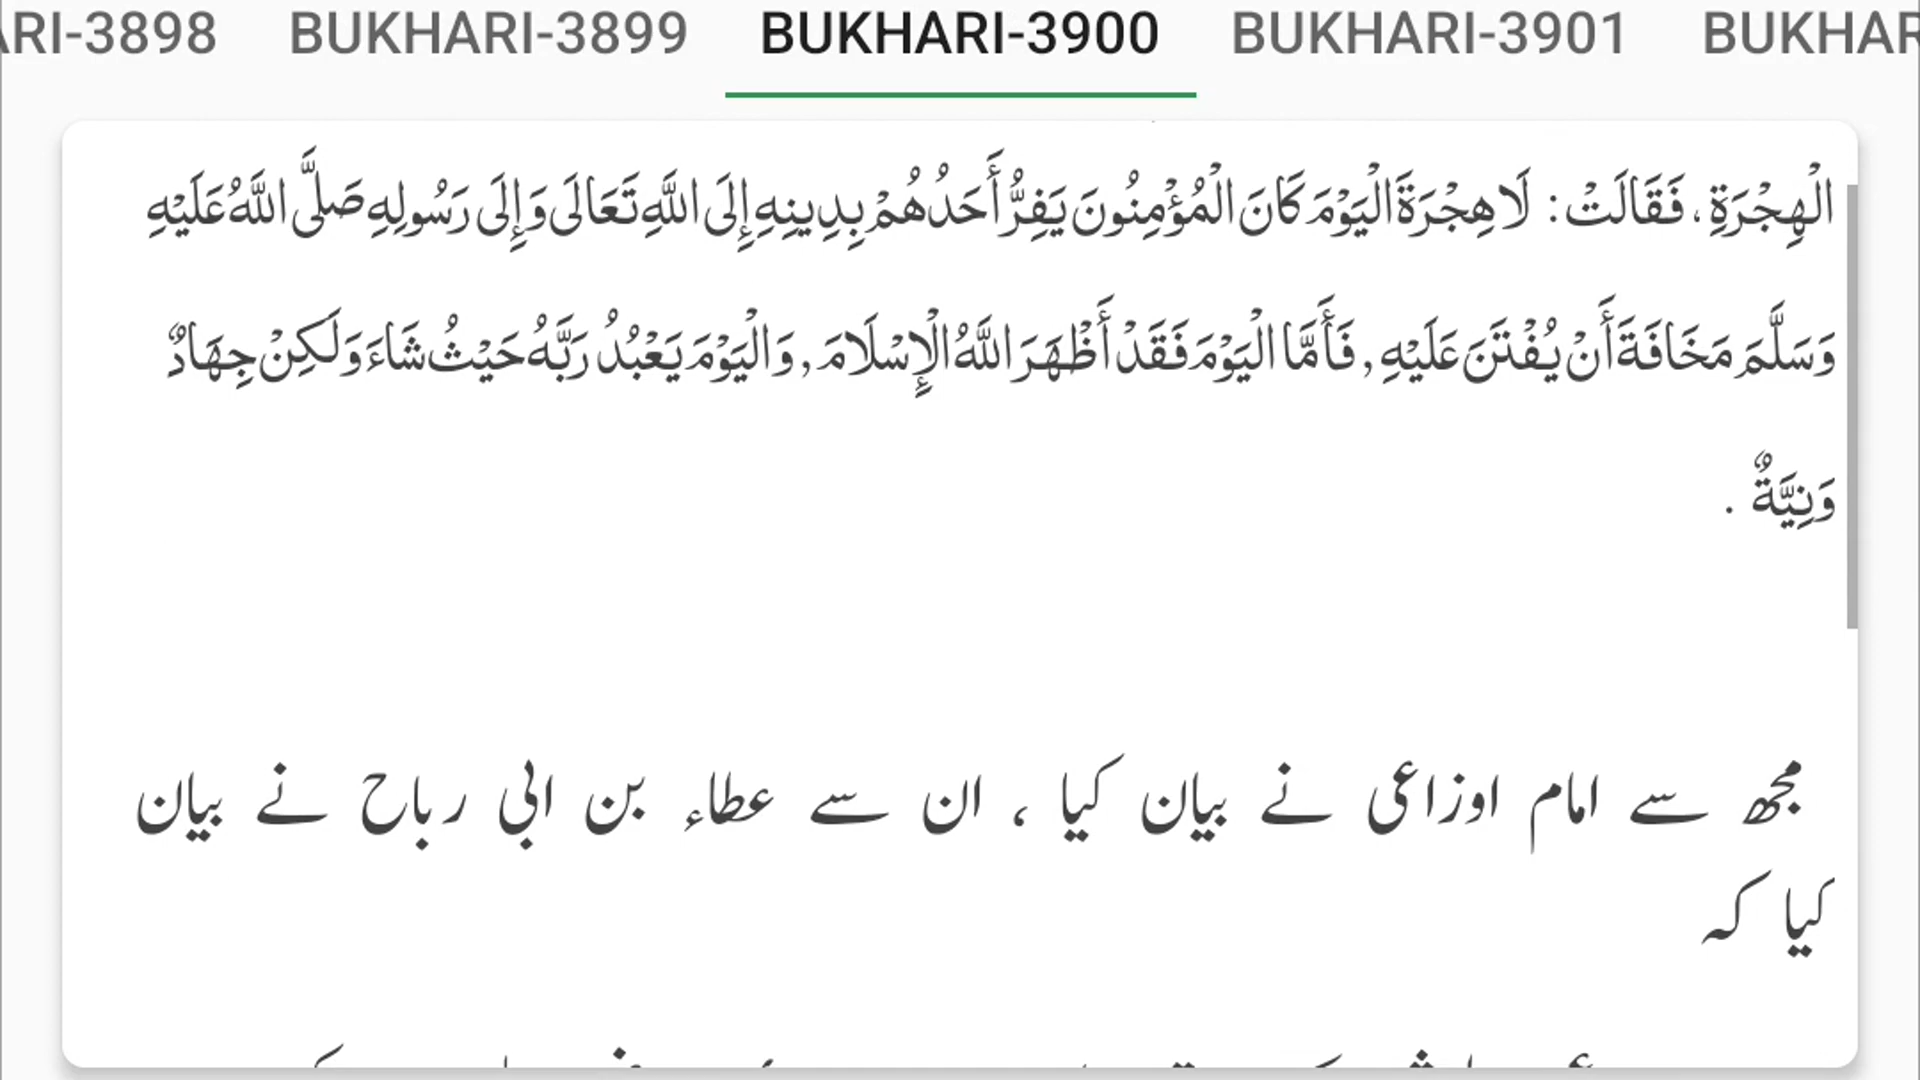 RI-3898 BUKHARI-3899 BUKHARI-3900 BUKHARI-3901 BUKHAR
الْهِجْرَةِ، فَقَالَتْ: لَا هِجْرَةَ الْيَوْمَ كَانَ الْمُؤْمِنُونَ يَفِرُّ أَحَدُهُمْ بِدِينِهِ إِلَى اللَّهِ تَعَالَى وَإِلَى رَسُولِهِ صَلَّى اللَّهُ عَلَيْهِ
وَسَلَّمَ مَخَافَةَ أَنْ يُفْتَنَ عَلَيْهِ, فَأَمَّا الْيَوْمَ فَقَدْ أَظْهَرَ اللَّهُ الْإِسْلَامَ, وَالْيَوْمَ يَعْبُدُ رَبَّهُ حَيْثُ شَاءَ وَلَكِنْ جِهَادٌ
وَنِيَّةٌ .
مجھ سے امام اوزاعی نے بیان کیا ، ان سے عطاء بن ابی رباح نے بیان
کیا کہ